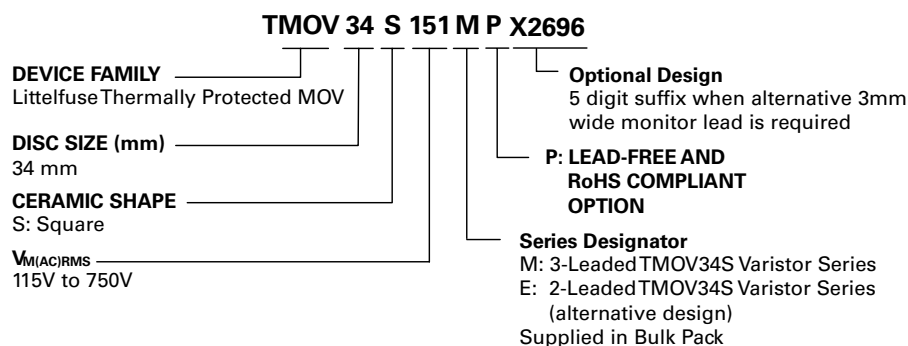 TMOV 34 S 151 M P X2696
DEVICE FAMILY
Littelfuse Thermally Protected MOV
DISC SIZE (mm)
34 mm
CERAMIC SHAPE
S: Square
VM(AC)RMS
115V to 750V
Optional Design
5 digit suffix when alternative 3mm
wide monitor lead is required
P: LEAD-FREE AND
RoHS COMPLIANT
OPTION
Series Designator
M: 3-Leaded TMOV34S Varistor Series
E: 2-Leaded TMOV34S Varistor Series
(alternative design)
Supplied in Bulk Pack